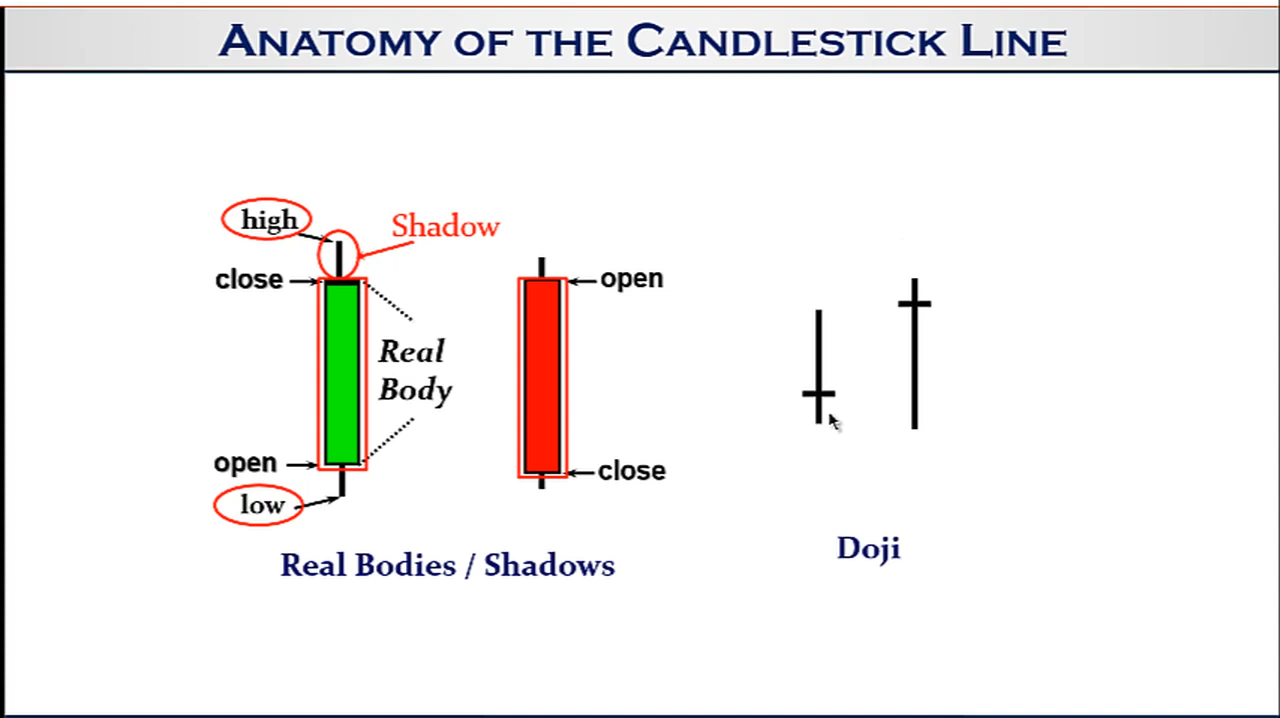 ANATOMY OF THE CANDLESTICK LINE
high
Shadow
close
open
Real
Body
open
close
low
Real Bodies / Shadows
Doji